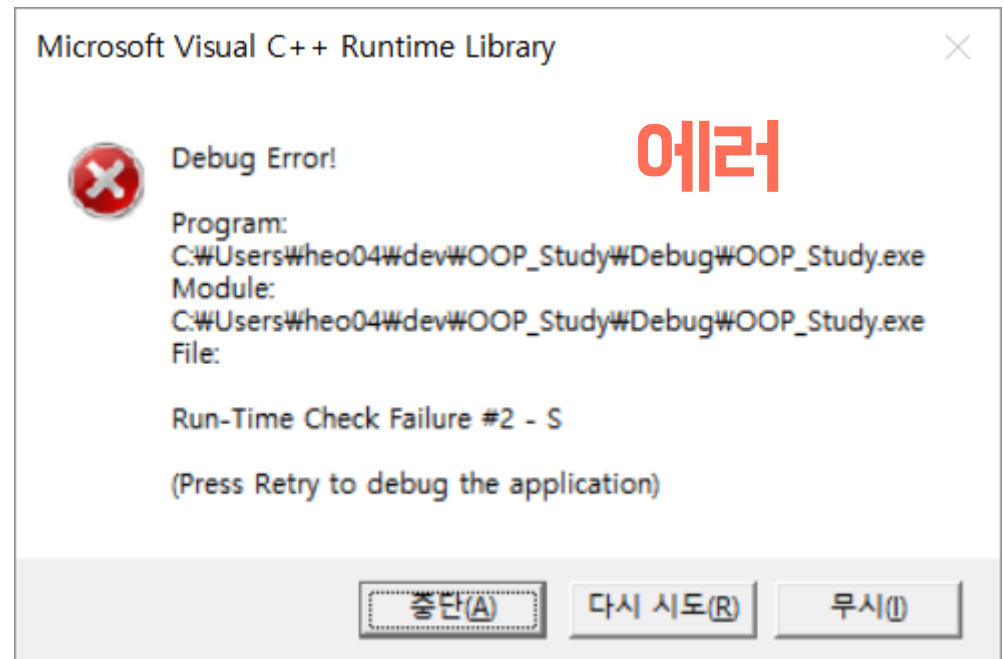 Microsoft Visual C++ Runtime Library
에러
Debug Error!
Program:
C:₩Users₩heo04₩dev₩OOP_Study₩Debug₩OOP_Study.exe
Module:
C:₩Users₩heo04₩dev₩OOP_Study₩Debug₩OOP_Study.exe
File:
Run-Time Check Failure #2 - S
(Press Retry to debug the application)
중단(A)
다시 시도(R)
무시(I)